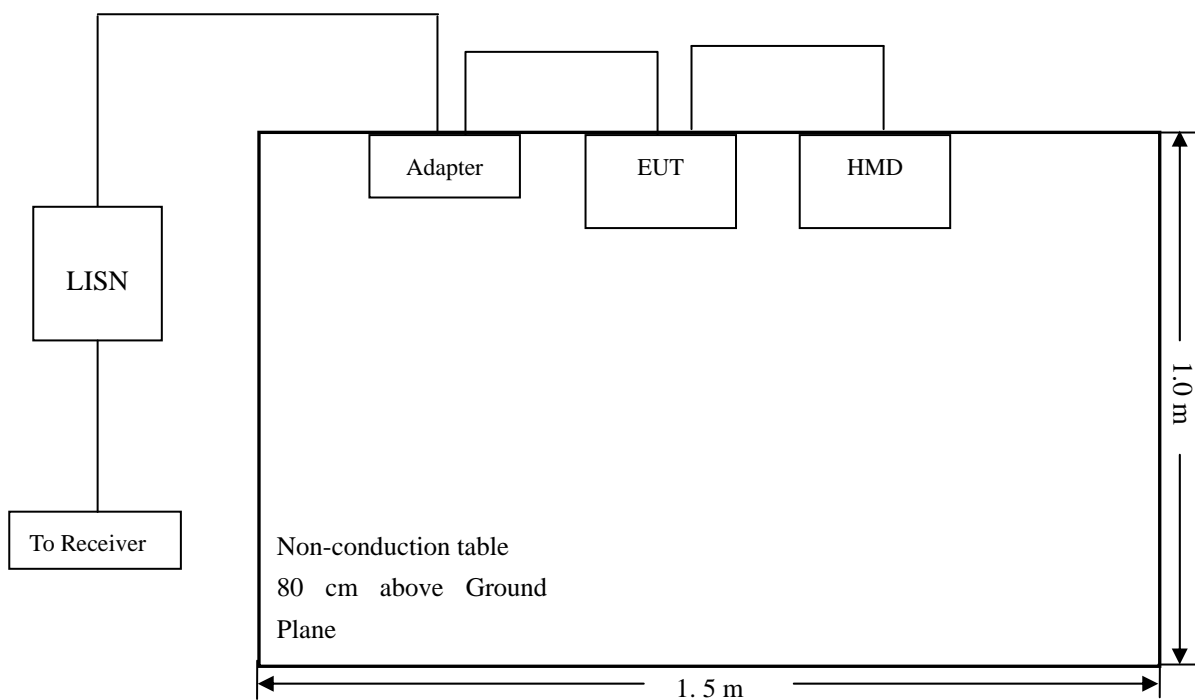 Adapter
EUT
HMD
LISN
1.0 m
To Receiver
Non-conduction table
80 cm above Ground
Plane
1. 5 m